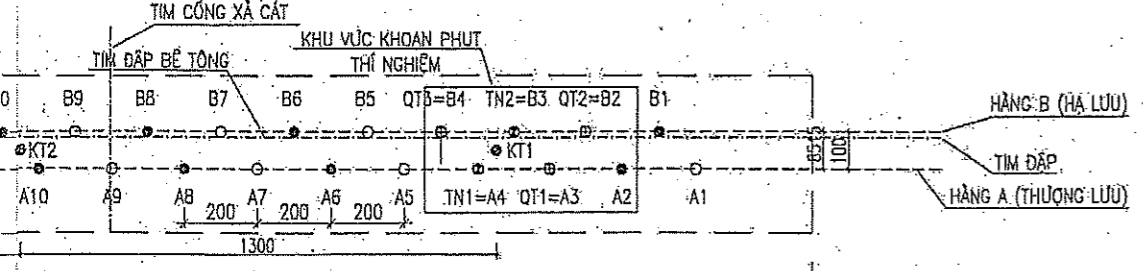 TIM CỐNG XẢ CÁT
KHU VỰC KHOAN PHỤT
THÍ NGHIỆM
TIM ĐẬP BÊ TÔNG
0 B9 B8 B7 B6 B5 QT3=B4 TN2=B3 QT2=B2 B1
HÀNG B (HẠ LƯU)
KT2 KT1
85 100
TIM ĐẬP
A10 A9 A8 A7 A6 A5 TN1=A4 QT1=A3 A2 A1
HÀNG A (THƯỢNG LƯU)
200 200 200
1300